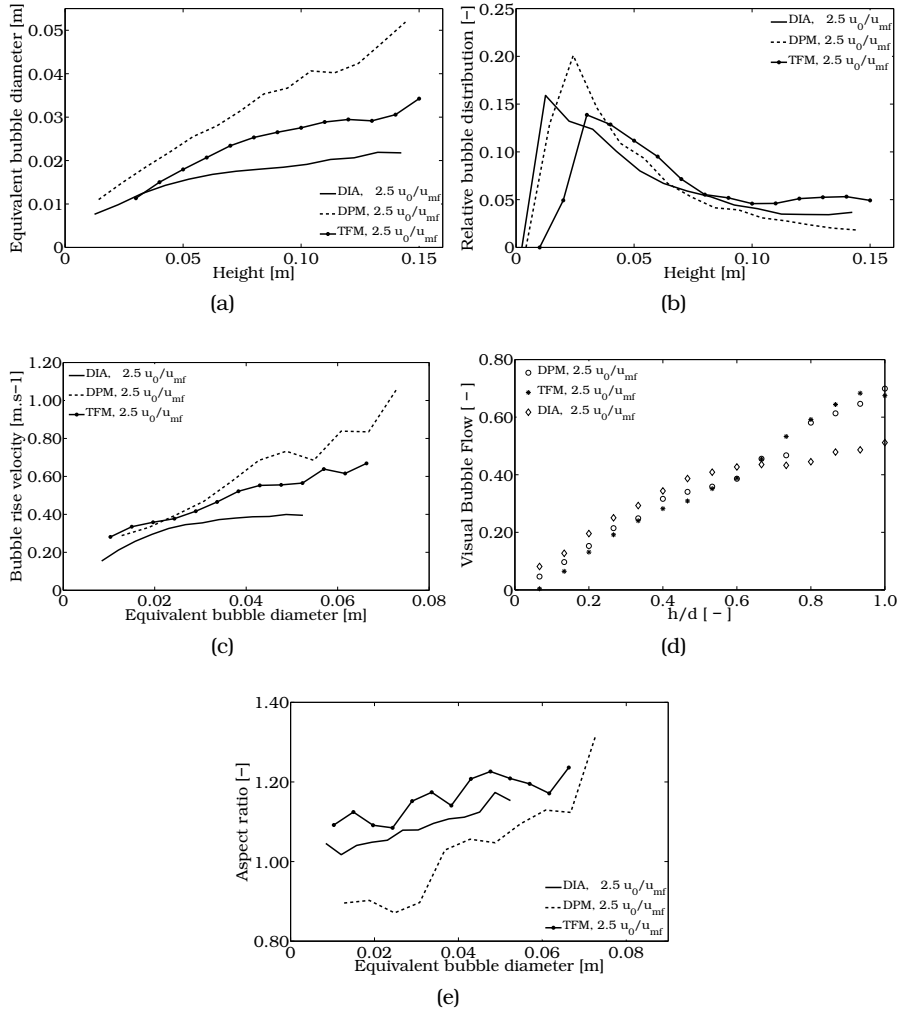 0.05
0.04
0.03
0.02
0.01
0
0
0.05
0.10
0.15
Equivalent bubble diameter [m]
Height [m]
DIA, 2.5 u0/umf
DPM, 2.5 u0/umf
TFM, 2.5 u0/umf
(a)
0.25
0.20
0.15
0.10
0.05
0
0
0.05
0.10
0.15
Relative bubble distribution [-]
Height [m]
DIA, 2.5 u0/umf
DPM, 2.5 u0/umf
TFM, 2.5 u0/umf
(b)
1.20
1.00
0.80
0.60
0.40
0.20
0
0
0.02
0.04
0.06
0.08
Bubble rise velocity [m.s−1]
Equivalent bubble diameter [m]
DIA, 2.5 u0/umf
DPM, 2.5 u0/umf
TFM, 2.5 u0/umf
(c)
0.80
0.60
0.40
0.20
0
0
0.2
0.4
0.6
0.8
1.0
Visual Bubble Flow [ − ]
h/d [ − ]
DPM, 2.5 u0/umf
TFM, 2.5 u0/umf
DIA, 2.5 u0/umf
(d)
1.40
1.20
1.00
0.80
0
0.02
0.04
0.06
0.08
Aspect ratio [−]
Equivalent bubble diameter [m]
DIA, 2.5 u0/umf
DPM, 2.5 u0/umf
TFM, 2.5 u0/umf
(e)